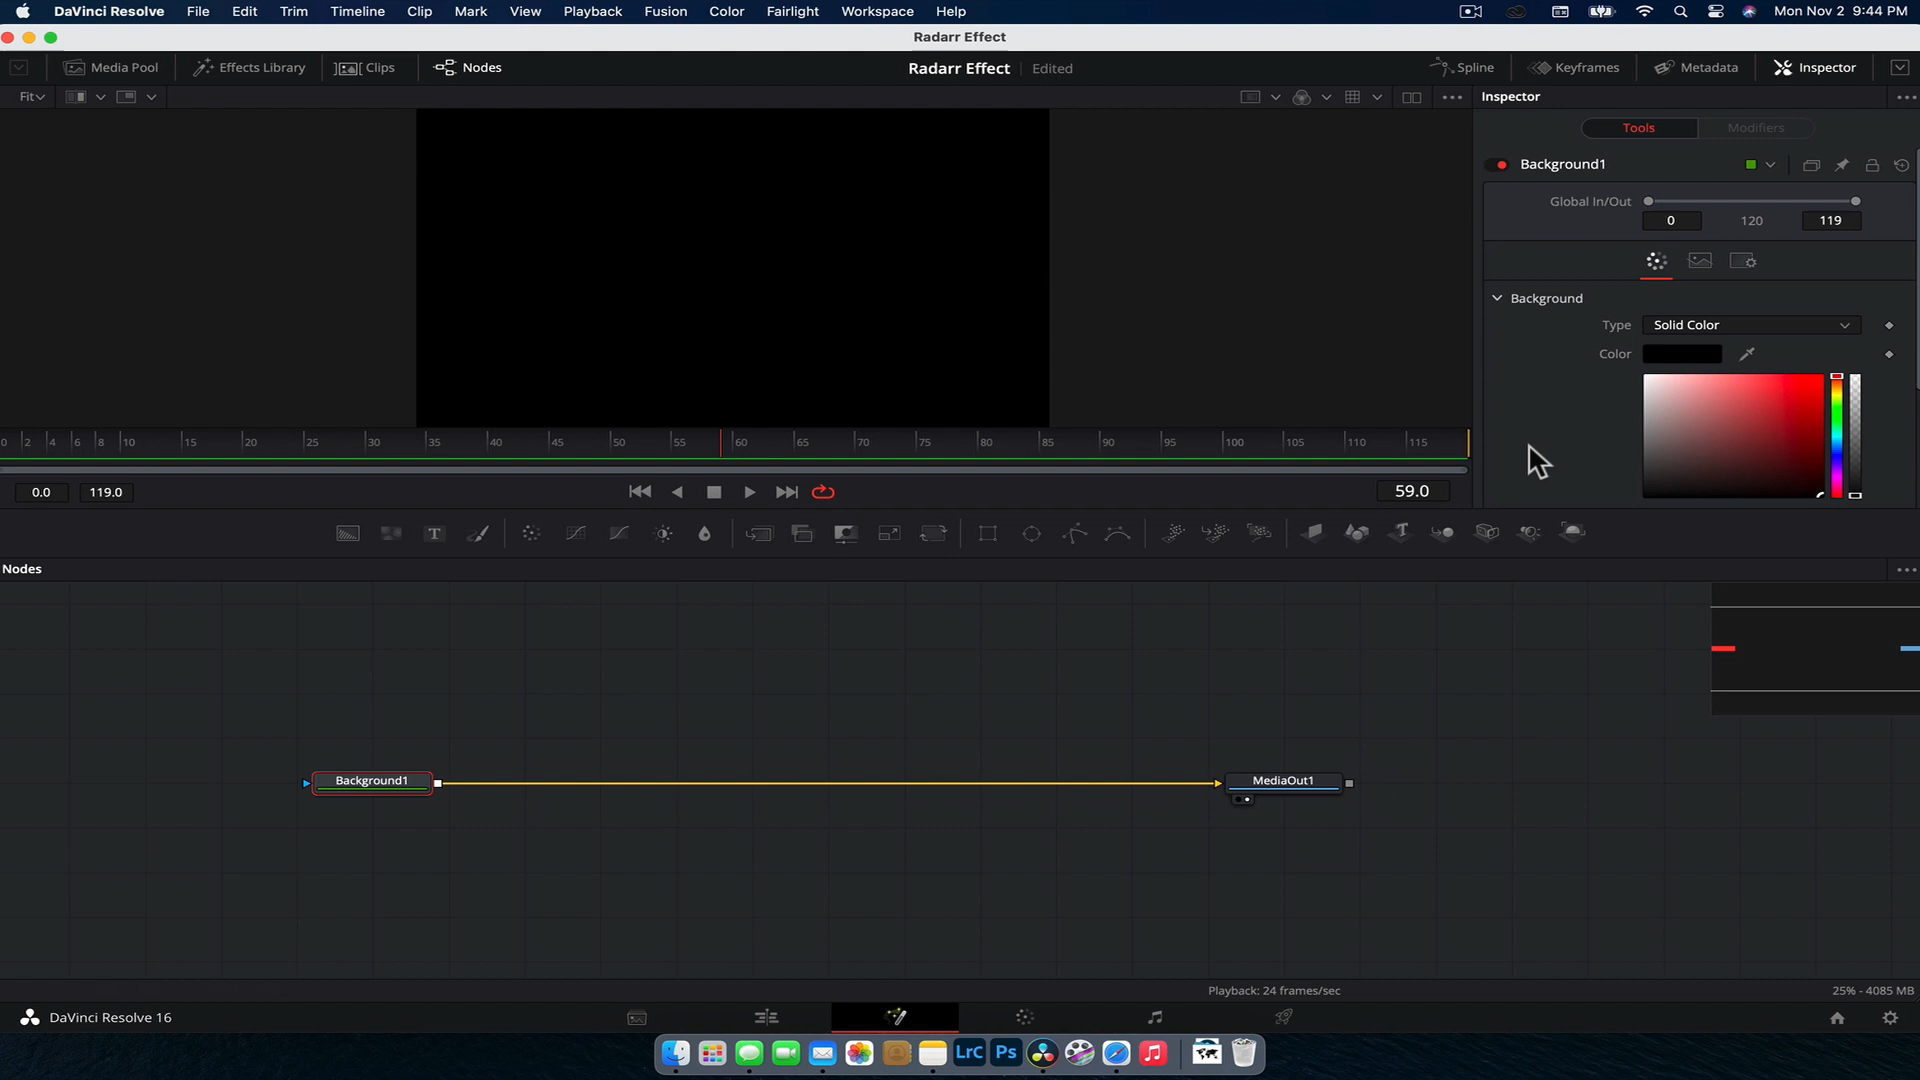 DaVinci Resolve File Edit Trim Timeline Clip Mark View Playback Fusion Color Fairlight Workspace Help Mon Nov 2 9:44 PM
Radarr Effect
Media Pool Effects Library Clips Nodes Radarr Effect Edited Spline Keyframes Metadata Inspector
Fit Inspector
Tools Modifiers
Background1
Global In/Out
0 120 119
Background
Type Solid Color
Color
0 2 4 6 8 10 15 20 25 30 35 40 45 50 55 60 65 70 75 80 85 90 95 100 105 110 115
0.0 119.0 59.0
T
Nodes
Background1 MediaOut1
Playback: 24 frames/sec 25% - 4085 MB
DaVinci Resolve 16
LrC Ps